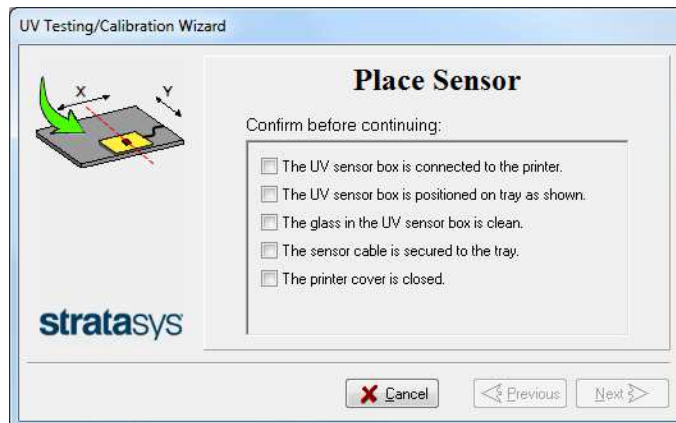 UV Testing/Calibration Wizard
X
Y
Place Sensor
Confirm before continuing:
The UV sensor box is connected to the printer.
The UV sensor box is positioned on tray as shown.
The glass in the UV sensor box is clean.
The sensor cable is secured to the tray.
The printer cover is closed.
stratasys
Cancel
Previous
Next